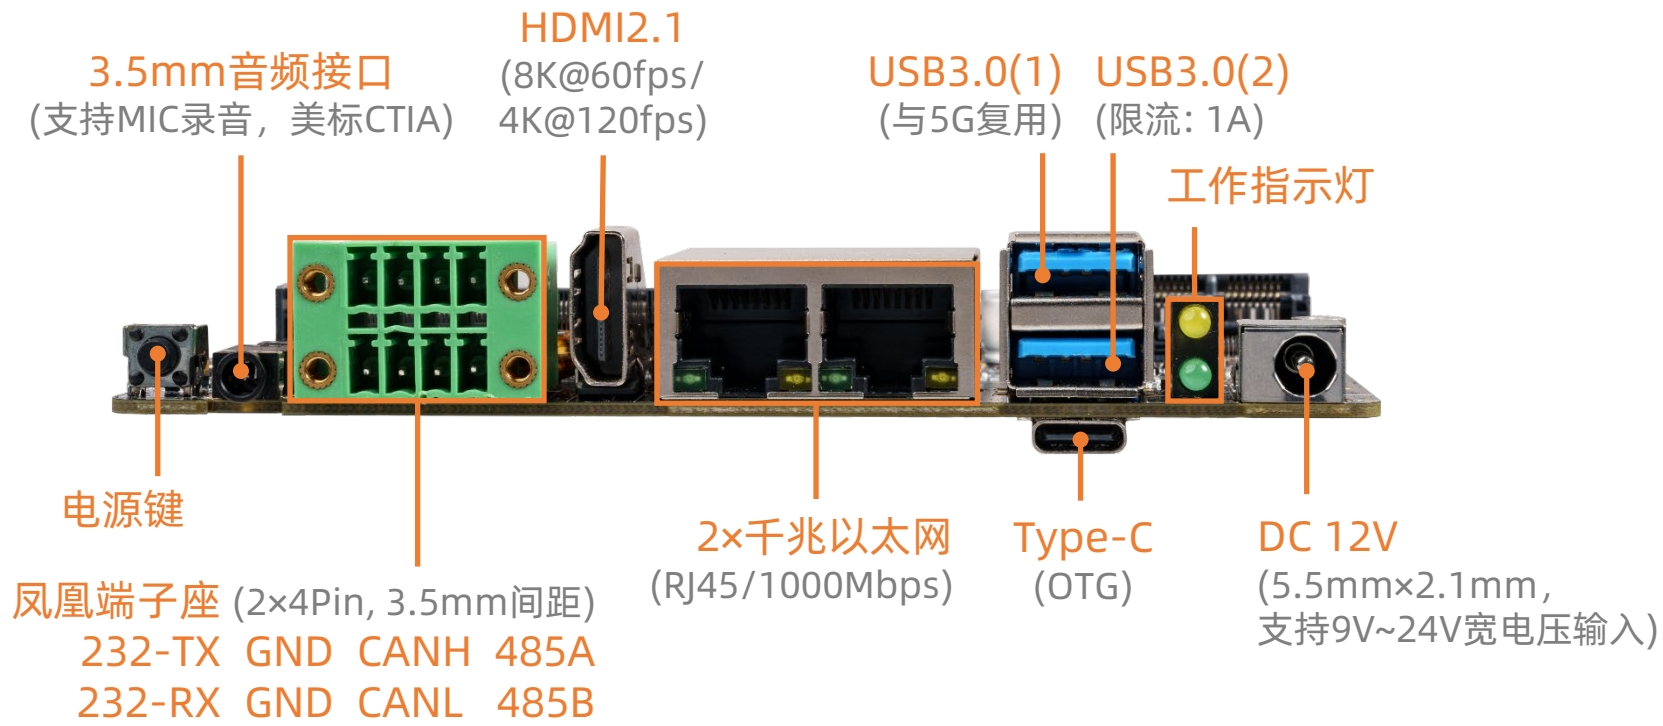 HDMI2.1
(8K@60fps/
4K@120fps)
3.5mm音频接口
(支持MIC录音，美标CTIA)
USB3.0(1)
(与5G复用)
USB3.0(2)
(限流: 1A)
工作指示灯
电源键
凤凰端子座 (2×4Pin, 3.5mm间距)
232-TX GND CANH 485A
232-RX GND CANL 485B
2×千兆以太网
(RJ45/1000Mbps)
Type-C
(OTG)
DC 12V
(5.5mm×2.1mm，
支持9V~24V宽电压输入)